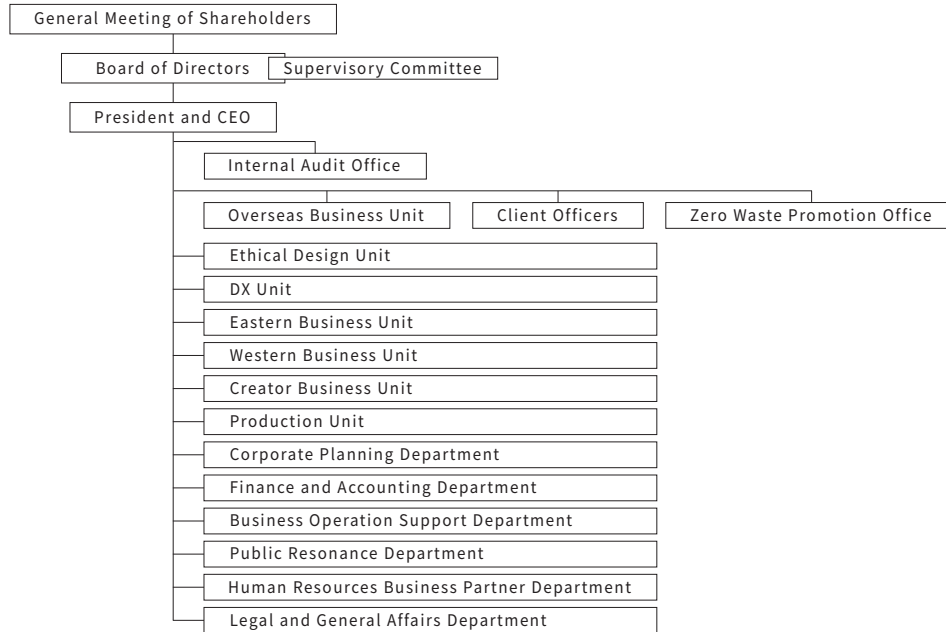 General Meeting of Shareholders
Board of Directors
Supervisory Committee
President and CEO
Internal Audit Office
Overseas Business Unit
Client Officers
Zero Waste Promotion Office
Ethical Design Unit
DX Unit
Eastern Business Unit
Western Business Unit
Creator Business Unit
Production Unit
Corporate Planning Department
Finance and Accounting Department
Business Operation Support Department
Public Resonance Department
Human Resources Business Partner Department
Legal and General Affairs Department